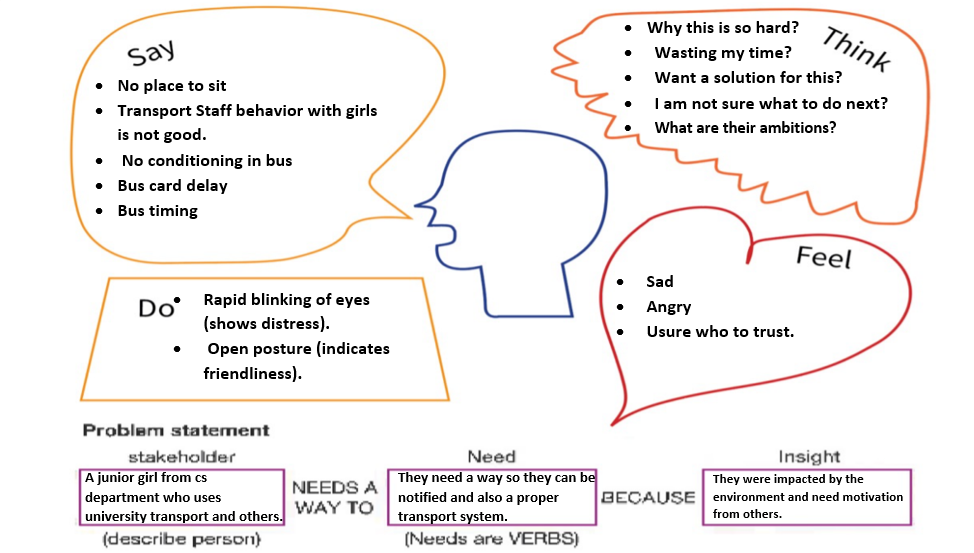 Say
• No place to sit
• Transport Staff behavior with girls
is not good.
• No conditioning in bus
• Bus card delay
• Bus timing
Think
• Why this is so hard?
• Wasting my time?
• Want a solution for this?
• I am not sure what to do next?
• What are their ambitions?
Do
• Rapid blinking of eyes
(shows distress).
• Open posture (indicates
friendliness).
Feel
• Sad
• Angry
• Usure who to trust.
Problem statement
stakeholder
A junior girl from cs
department who uses
university transport and others.
(describe person)
NEEDS A
WAY TO
Need
They need a way so they can be
notified and also a proper
transport system.
(Needs are VERBS)
BECAUSE
Insight
They were impacted by the
environment and need motivation
from others.